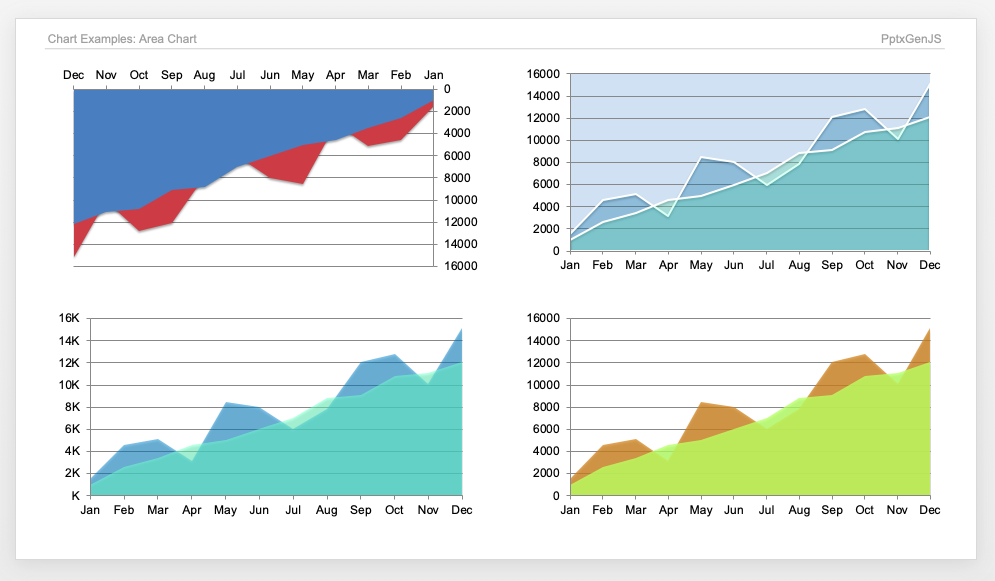 Chart Examples: Area Chart PptxGenJS
Dec Nov Oct Sep Aug Jul Jun May Apr Mar Feb Jan
0
2000
4000
6000
8000
10000
12000
14000
16000
16000
14000
12000
10000
8000
6000
4000
2000
0
Jan Feb Mar Apr May Jun Jul Aug Sep Oct Nov Dec
16K
14K
12K
10K
8K
6K
4K
2K
K
Jan Feb Mar Apr May Jun Jul Aug Sep Oct Nov Dec
16000
14000
12000
10000
8000
6000
4000
2000
0
Jan Feb Mar Apr May Jun Jul Aug Sep Oct Nov Dec